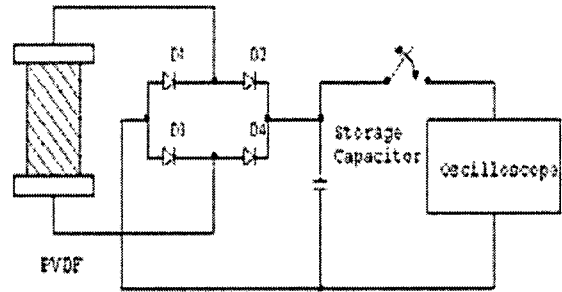 D1
D2
D3
D4
Storage
Capacitor
Oscilloscope
PVDF